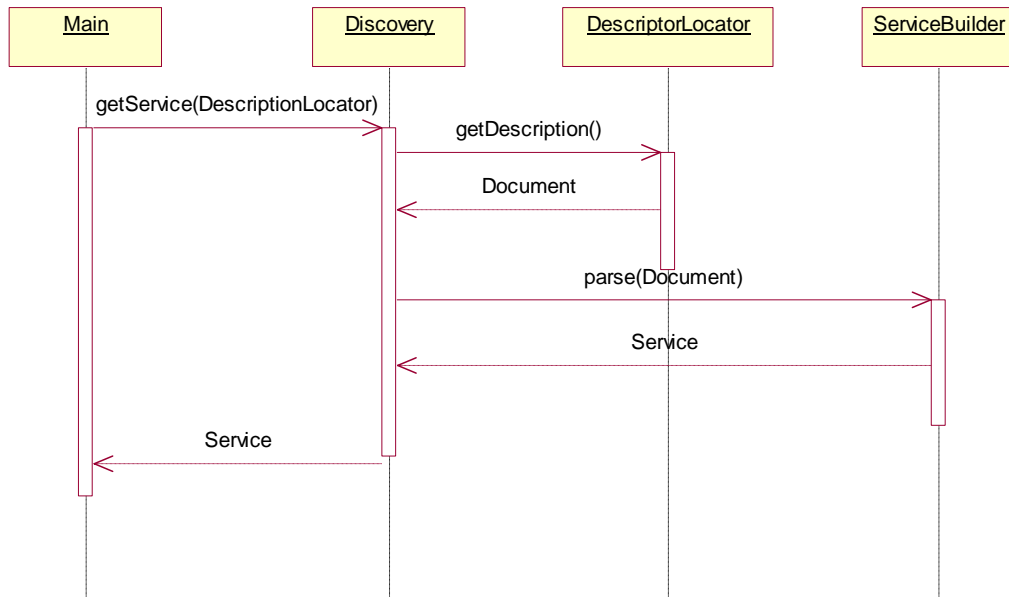 Main
Discovery
DescriptorLocator
ServiceBuilder
getService(DescriptionLocator)
getDescription()
Document
parse(Document)
Service
Service